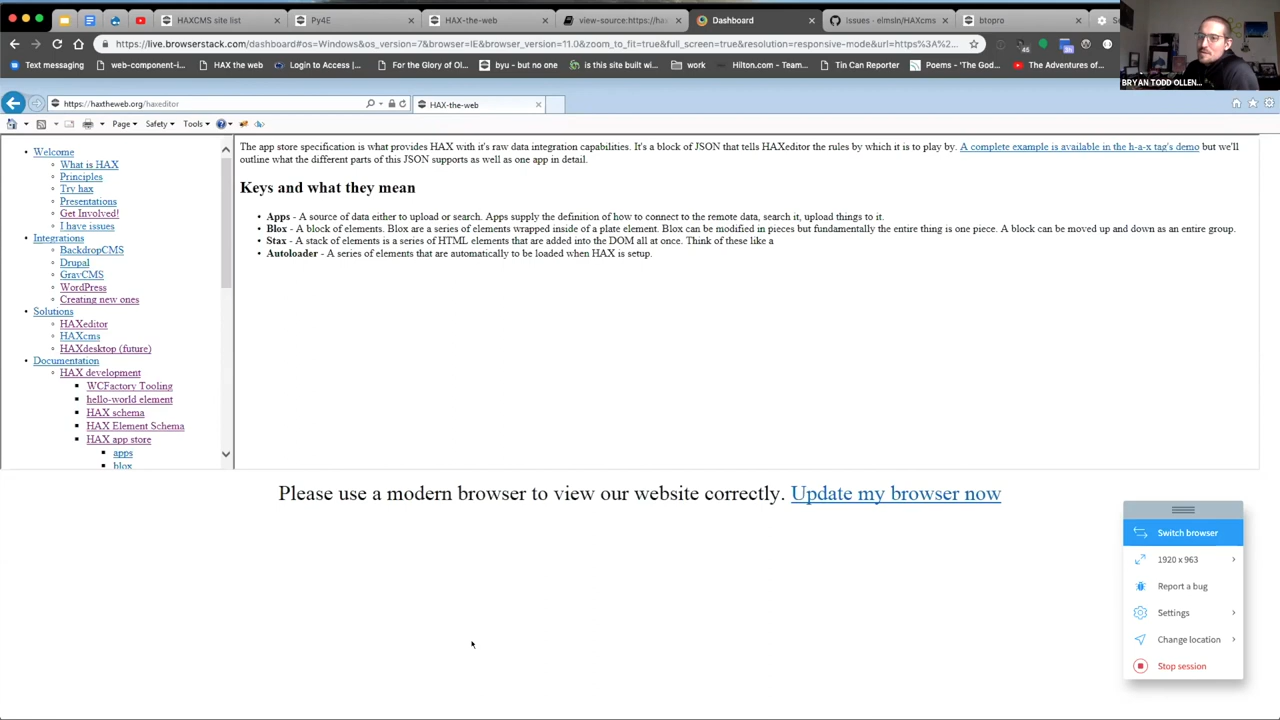 HAXCMS site list
Py4E
HAX-the-web
view-source:https://ha
Dashboard
Issues · elmsln/HAXcms
btopro
https://live.browserstack.com/dashboard#os=Windows&os_version=7&browser=IE&browser_version=11.0&zoom_to_fit=true&full_screen=true&resolution=responsive-mode&url=https%3A%2...
Text messaging
web-component-i...
HAX the web
Login to Access |...
For the Glory of Ol...
byu - but no one
is this site built wi...
work
Hilton.com - Team...
Tin Can Reporter
Poems - 'The God...
The Adventures of...
BRYAN TODD OLLEN...
https://haxtheweb.org/haxeditor
HAX-the-web
Page
Safety
Tools
Welcome
What is HAX
Principles
Try hax
Presentations
Get Involved!
I have issues
Integrations
BackdropCMS
Drupal
GravCMS
WordPress
Creating new ones
Solutions
HAXeditor
HAXcms
HAXdesktop (future)
Documentation
HAX development
WCFactory Tooling
hello-world element
HAX schema
HAX Element Schema
HAX app store
apps
blox
The app store specification is what provides HAX with it's raw data integration capabilities. It's a block of JSON that tells HAXeditor the rules by which it is to play by. A complete example is available in the h-a-x tag's demo but we'll
outline what the different parts of this JSON supports as well as one app in detail.
Keys and what they mean
• Apps - A source of data either to upload or search. Apps supply the definition of how to connect to the remote data, search it, upload things to it.
• Blox - A block of elements. Blox are a series of elements wrapped inside of a plate element. Blox can be modified in pieces but fundamentally the entire thing is one piece. A block can be moved up and down as an entire group.
• Stax - A stack of elements is a series of HTML elements that are added into the DOM all at once. Think of these like a
• Autoloader - A series of elements that are automatically to be loaded when HAX is setup.
Please use a modern browser to view our website correctly. Update my browser now
Switch browser
1920 x 963
Report a bug
Settings
Change location
Stop session